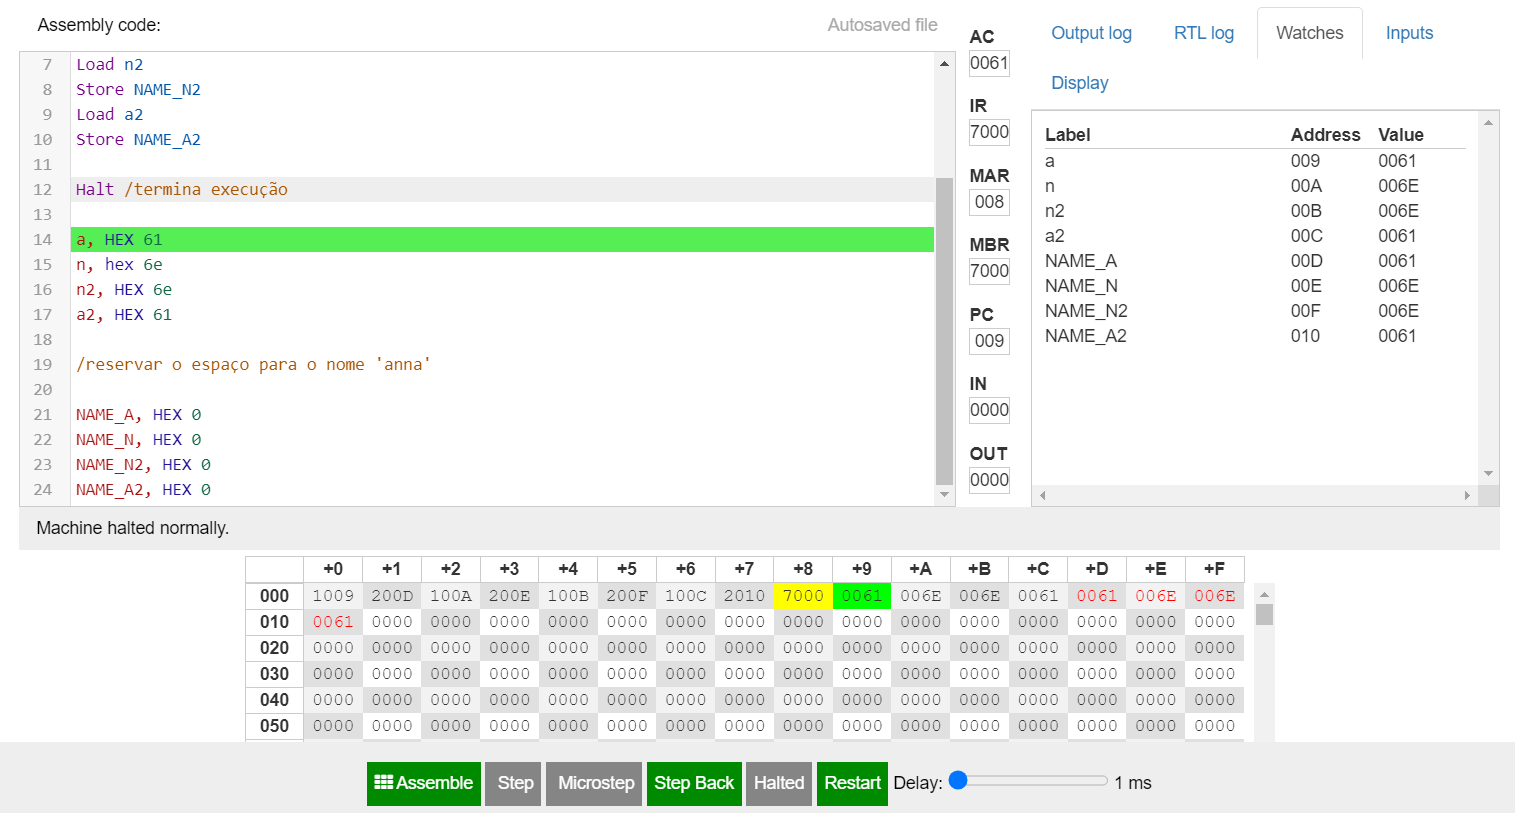 Assembly code:
Autosaved file
7 Load n2
8 Store NAME_N2
9 Load a2
10 Store NAME_A2
11
12 Halt /termina execução
13
14 a, HEX 61
15 n, hex 6e
16 n2, HEX 6e
17 a2, HEX 61
18
19 /reservar o espaço para o nome 'anna'
20
21 NAME_A, HEX 0
22 NAME_N, HEX 0
23 NAME_N2, HEX 0
24 NAME_A2, HEX 0
AC
0061
IR
7000
MAR
008
MBR
7000
PC
009
IN
0000
OUT
0000
Output log RTL log Watches Inputs
Display
Label Address Value
a 009 0061
n 00A 006E
n2 00B 006E
a2 00C 0061
NAME_A 00D 0061
NAME_N 00E 006E
NAME_N2 00F 006E
NAME_A2 010 0061
Machine halted normally.
+0 +1 +2 +3 +4 +5 +6 +7 +8 +9 +A +B +C +D +E +F
000 1009 200D 100A 200E 100B 200F 100C 2010 7000 0061 006E 006E 0061 0061 006E 006E
010 0061 0000 0000 0000 0000 0000 0000 0000 0000 0000 0000 0000 0000 0000 0000 0000
020 0000 0000 0000 0000 0000 0000 0000 0000 0000 0000 0000 0000 0000 0000 0000 0000
030 0000 0000 0000 0000 0000 0000 0000 0000 0000 0000 0000 0000 0000 0000 0000 0000
040 0000 0000 0000 0000 0000 0000 0000 0000 0000 0000 0000 0000 0000 0000 0000 0000
050 0000 0000 0000 0000 0000 0000 0000 0000 0000 0000 0000 0000 0000 0000 0000 0000
Assemble Step Microstep Step Back Halted Restart Delay: 1 ms